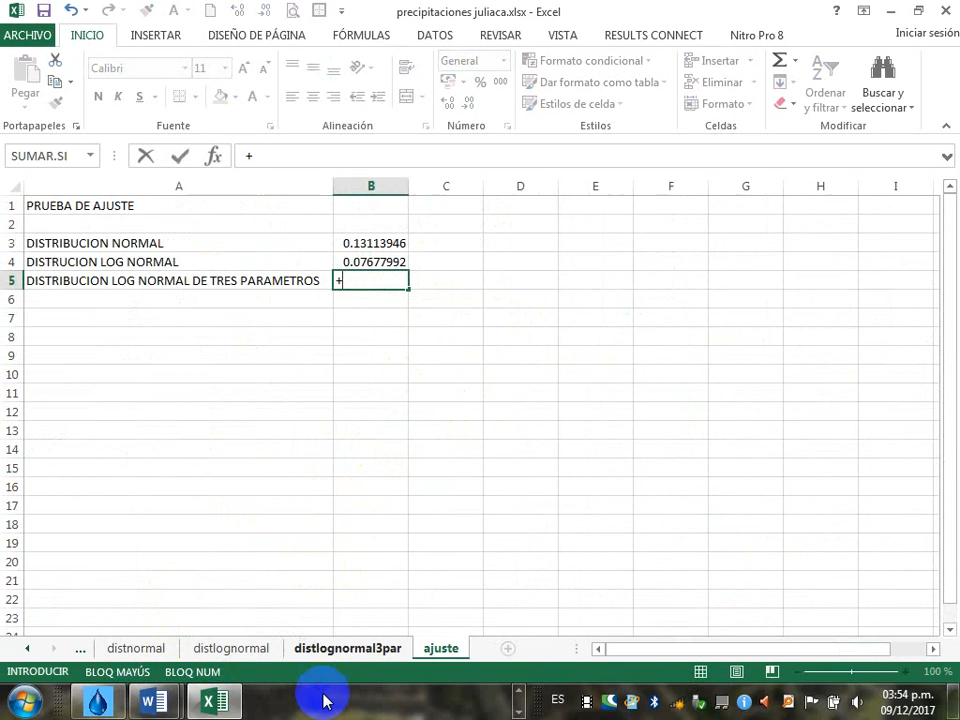 precipitaciones juliaca.xlsx - Excel
?
ARCHIVO INICIO INSERTAR DISEÑO DE PÁGINA FÓRMULAS DATOS REVISAR VISTA RESULTS CONNECT Nitro Pro 8 Iniciar sesión
Pegar
Calibri 11
N K S
General
% 000
Formato condicional
Dar formato como tabla
Estilos de celda
Insertar
Eliminar
Formato
Ordenar y filtrar
Buscar y seleccionar
Portapapeles Fuente Alineación Número Estilos Celdas Modificar
SUMAR.SI fx +
A B C D E F G H I
1 PRUEBA DE AJUSTE
2
3 DISTRIBUCION NORMAL 0.13113946
4 DISTRUCION LOG NORMAL 0.07677992
5 DISTRIBUCION LOG NORMAL DE TRES PARAMETROS +
6
7
8
9
10
11
12
13
14
15
16
17
18
19
20
21
22
23
... distnormal distlognormal distlognormal3par ajuste
INTRODUCIR BLOQ MAYÚS BLOQ NUM 100 %
ES 03:54 p.m.
09/12/2017